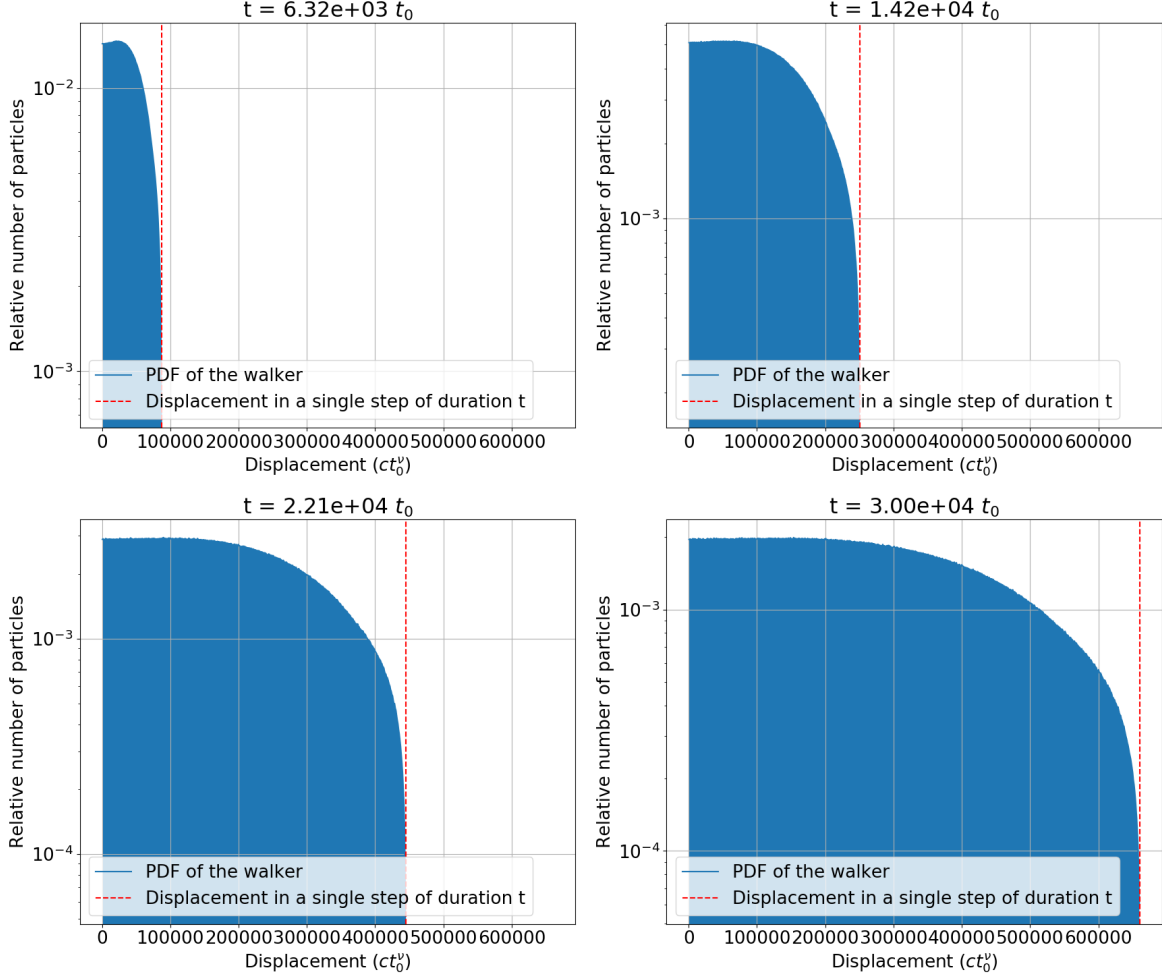 t = 6.32e+03 t₀
Relative number of particles
10⁻²
10⁻³
PDF of the walker
Displacement in a single step of duration t
0 100000 200000 300000 400000 500000 600000
Displacement (ct₀^ν)
t = 1.42e+04 t₀
Relative number of particles
10⁻³
PDF of the walker
Displacement in a single step of duration t
0 100000 200000 300000 400000 500000 600000
Displacement (ct₀^ν)
t = 2.21e+04 t₀
Relative number of particles
10⁻³
10⁻⁴
PDF of the walker
Displacement in a single step of duration t
0 100000 200000 300000 400000 500000 600000
Displacement (ct₀^ν)
t = 3.00e+04 t₀
Relative number of particles
10⁻³
10⁻⁴
PDF of the walker
Displacement in a single step of duration t
0 100000 200000 300000 400000 500000 600000
Displacement (ct₀^ν)